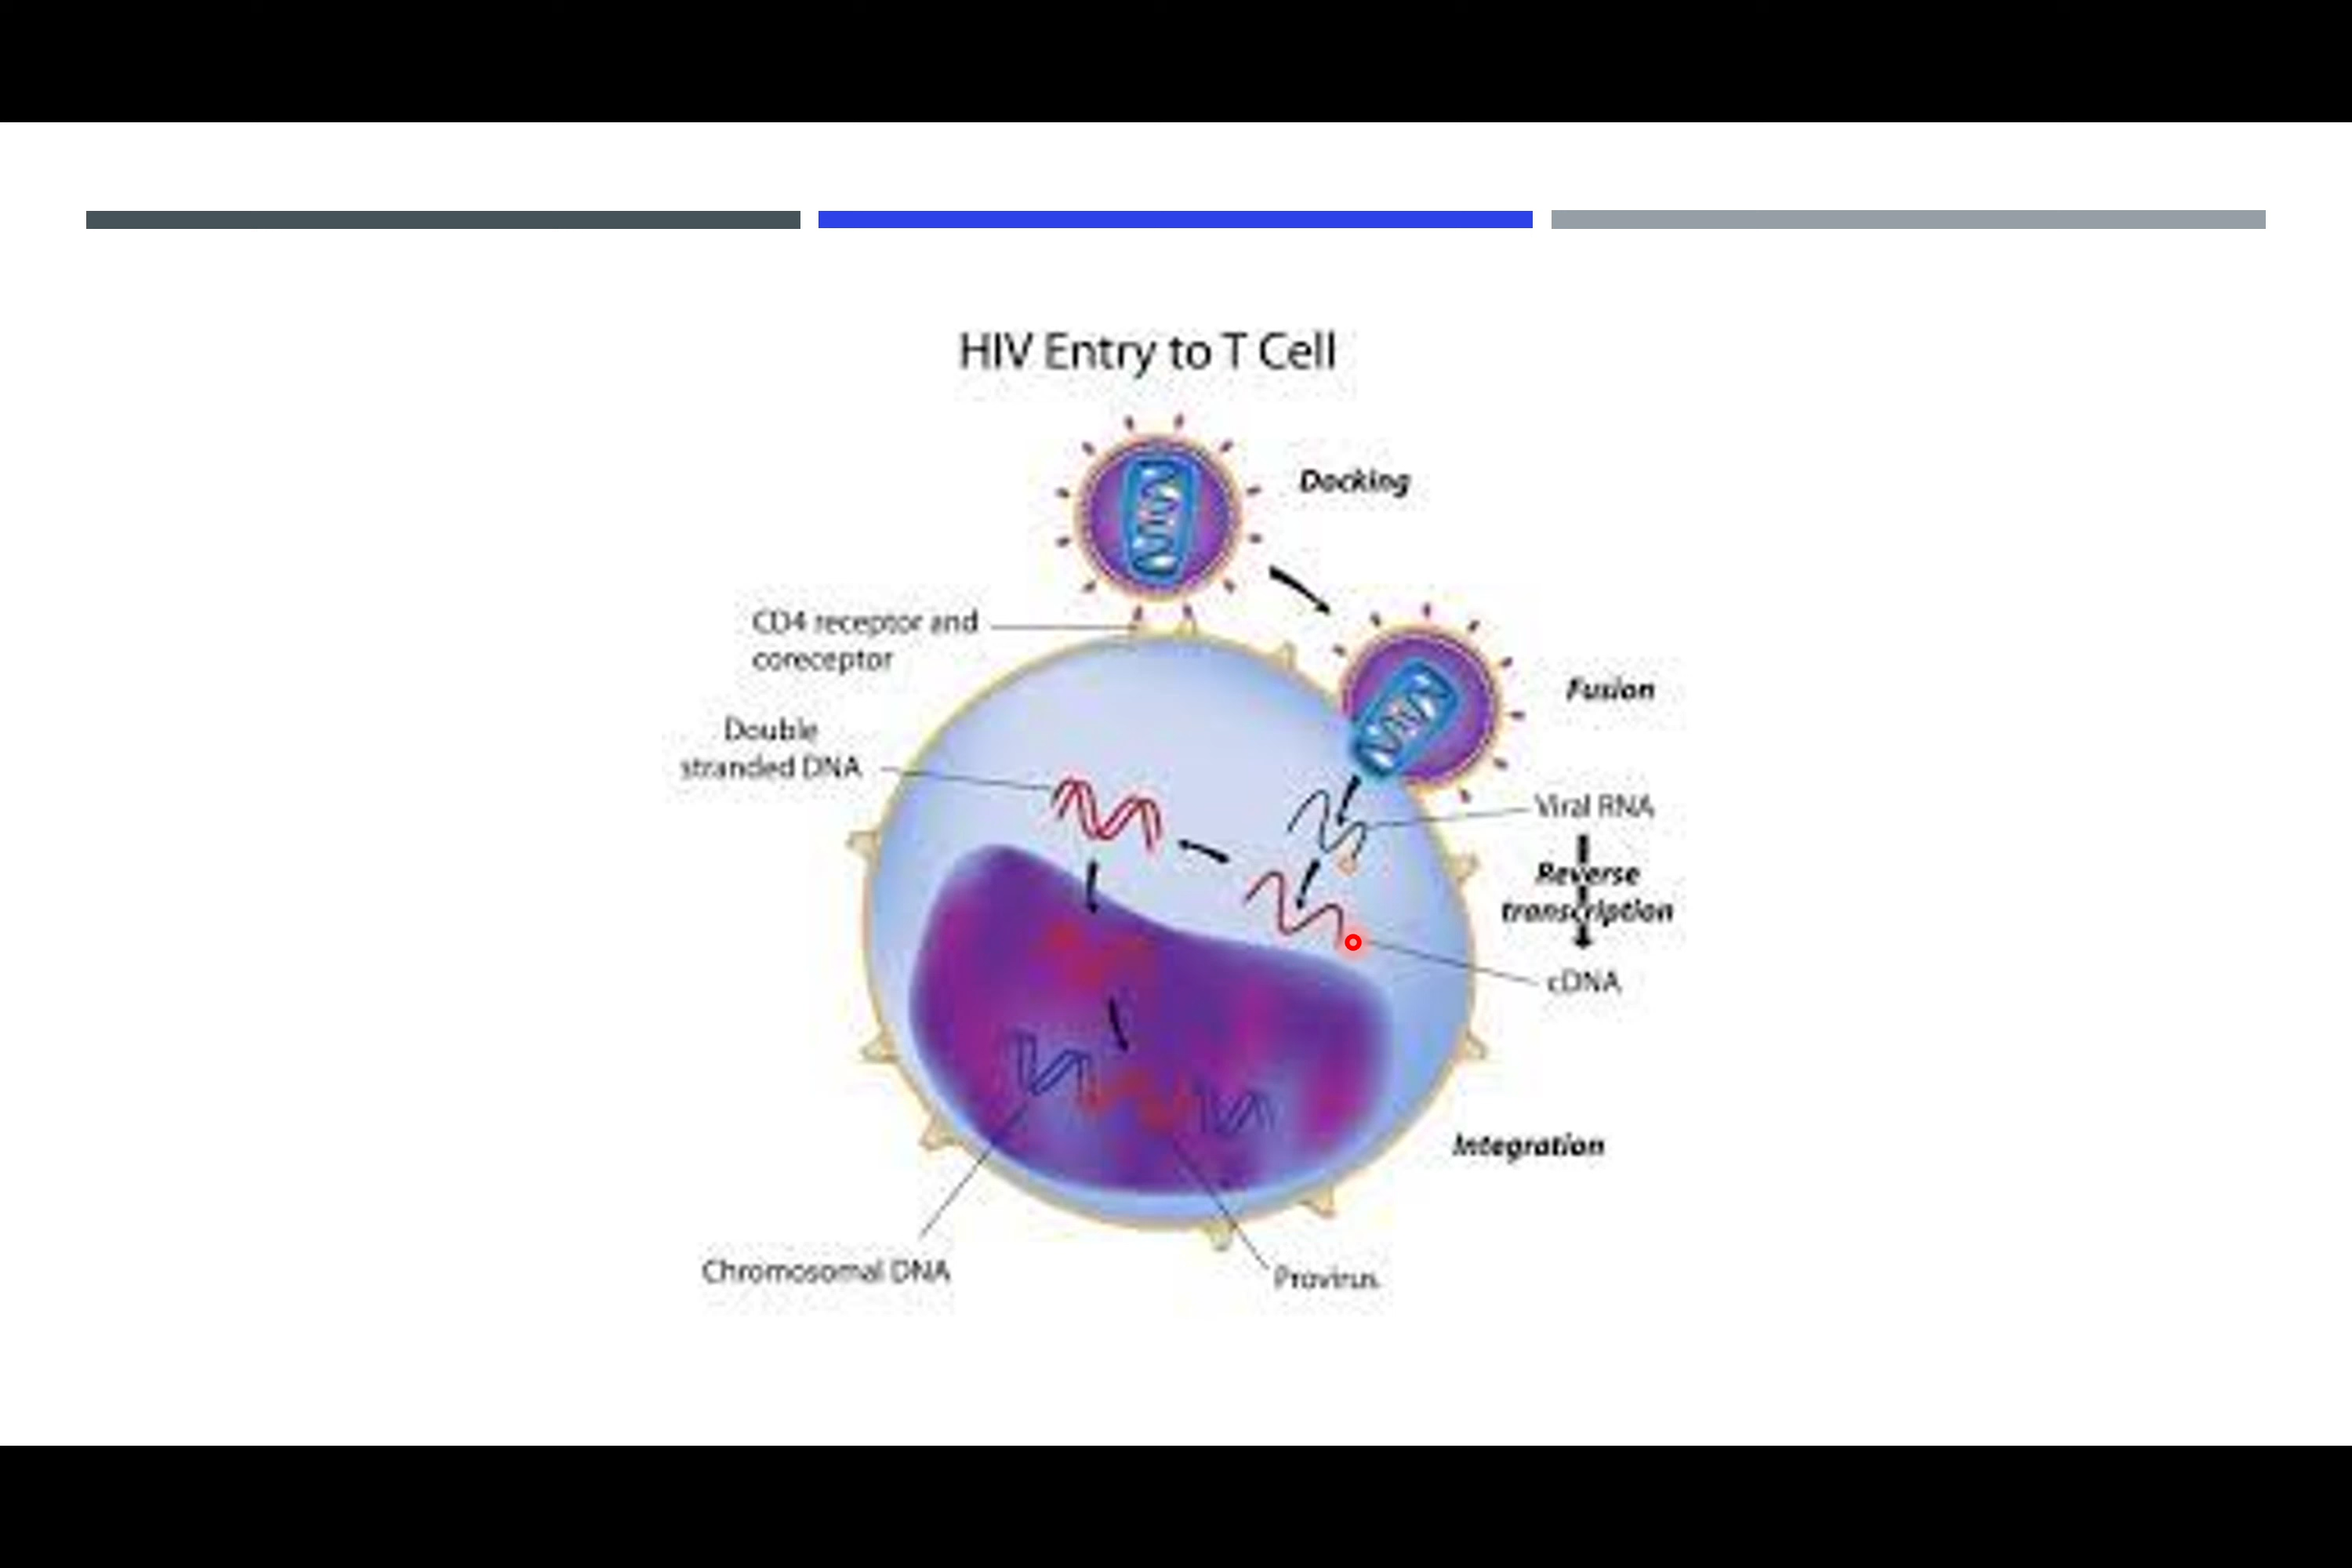 HIV Entry to T Cell
Docking
CD4 receptor and
coreceptor
Fusion
Double
stranded DNA
Viral RNA
Reverse
transcription
cDNA
Integration
Chromosomal DNA
Provirus